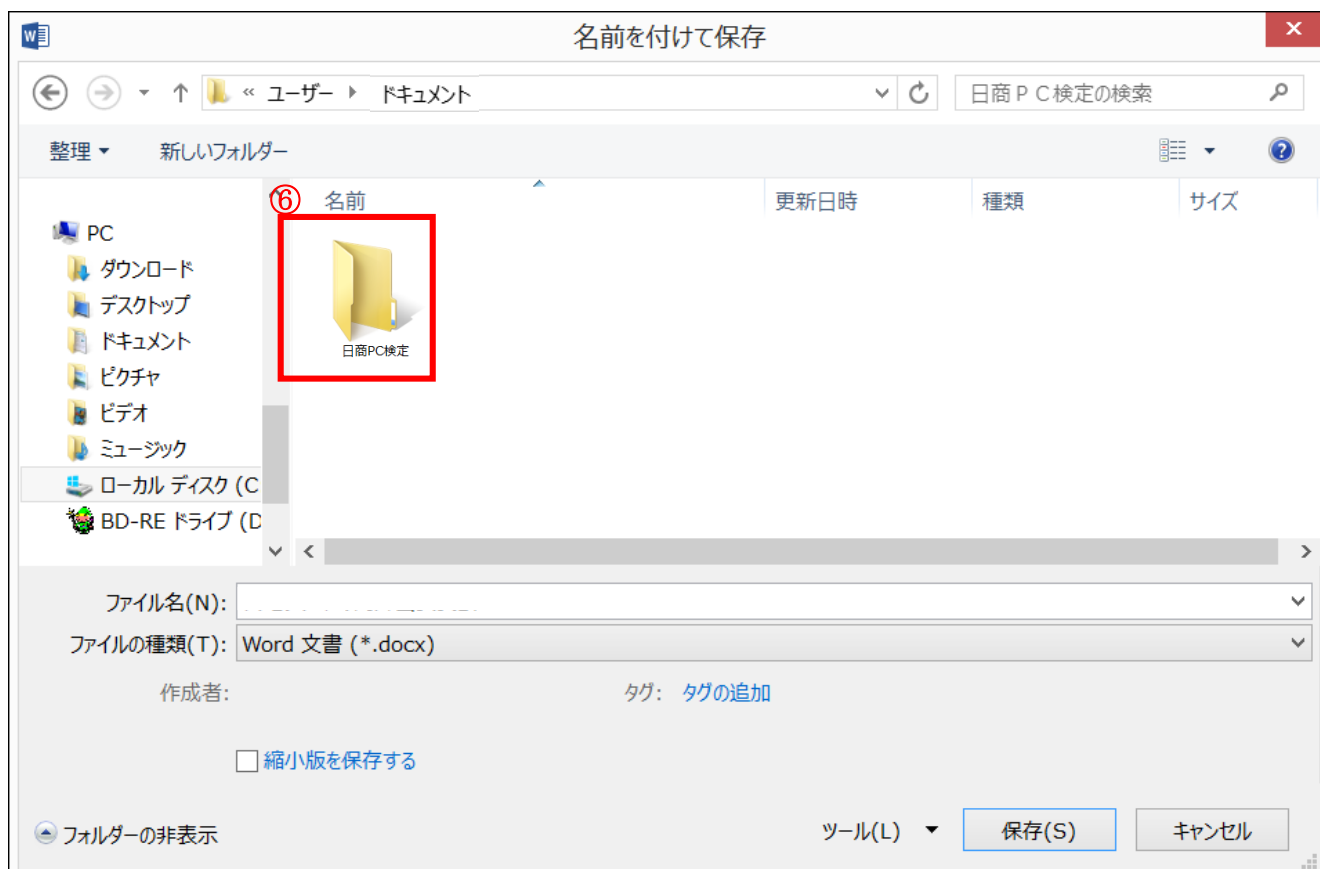 名前を付けて保存
« ユーザー ドキュメント 日商ＰＣ検定の検索
整理 新しいフォルダー
⑥ 名前 更新日時 種類 サイズ
PC
ダウンロード
デスクトップ
ドキュメント
ピクチャ
ビデオ
ミュージック
ローカル ディスク (C
BD-RE ドライブ (D
日商PC検定
ファイル名(N):
ファイルの種類(T): Word 文書 (*.docx)
作成者: タグ: タグの追加
縮小版を保存する
フォルダーの非表示 ツール(L) 保存(S) キャンセル